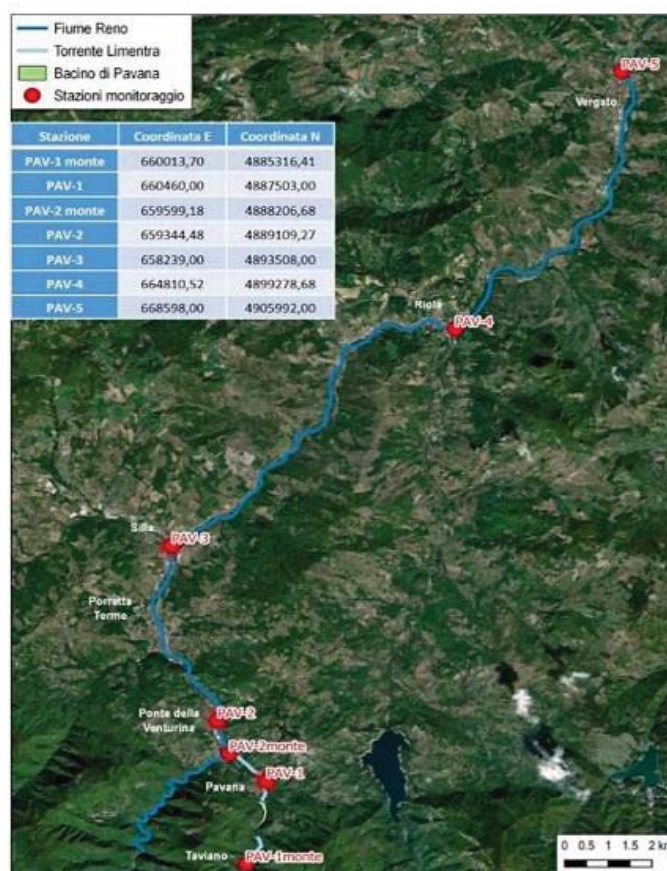 Fiume Reno
Torrente Limentra
Bacino di Pavana
Stazioni monitoraggio
Stazione Coordinata E Coordinata N
PAV-1 monte 660013,70 4885316,41
PAV-1 660460,00 4887503,00
PAV-2 monte 659599,18 4888206,68
PAV-2 659344,48 4889109,27
PAV-3 658239,00 4893508,00
PAV-4 664810,52 4899278,68
PAV-5 668598,00 4905992,00
PAV-5
Vergato
Riola
PAV-4
Silla
PAV-3
Porretta
Terme
Ponte della
Venturina
PAV-2
PAV-2monte
Pavana
PAV-1
Taviano
PAV-1monte
0 0.5 1 1.5 2 km